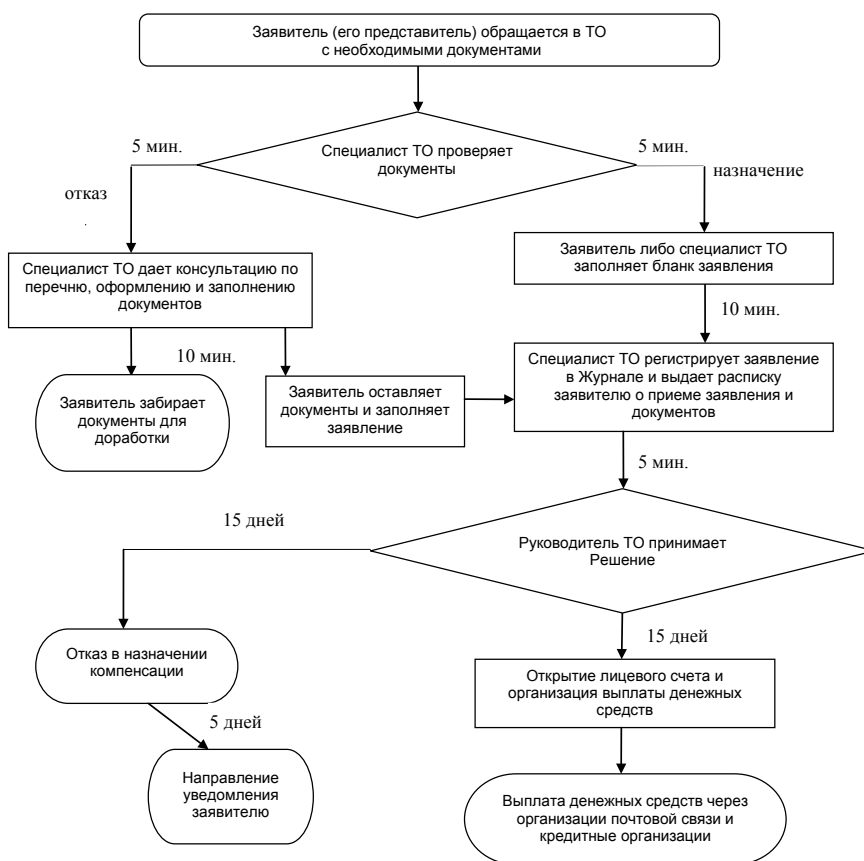 Заявитель (его представитель) обращается в ТО
с необходимыми документами
5 мин.
5 мин.
Специалист ТО проверяет
документы
назначение
отказ
Специалист ТО дает консультацию по
перечню, оформлению и заполнению
документов
Заявитель либо специалист ТО
заполняет бланк заявления
10 мин.
10 мин.
Заявитель забирает
документы для
доработки
Заявитель оставляет
документы и заполняет
заявление
Специалист ТО регистрирует заявление
в Журнале и выдает расписку
заявителю о приеме заявления и
документов
5 мин.
15 дней
Руководитель ТО принимает
Решение
15 дней
Отказ в назначении
компенсации
Открытие лицевого счета и
организация выплаты денежных
средств
5 дней
Направление
уведомления
заявителю
Выплата денежных средств через
организации почтовой связи и
кредитные организации